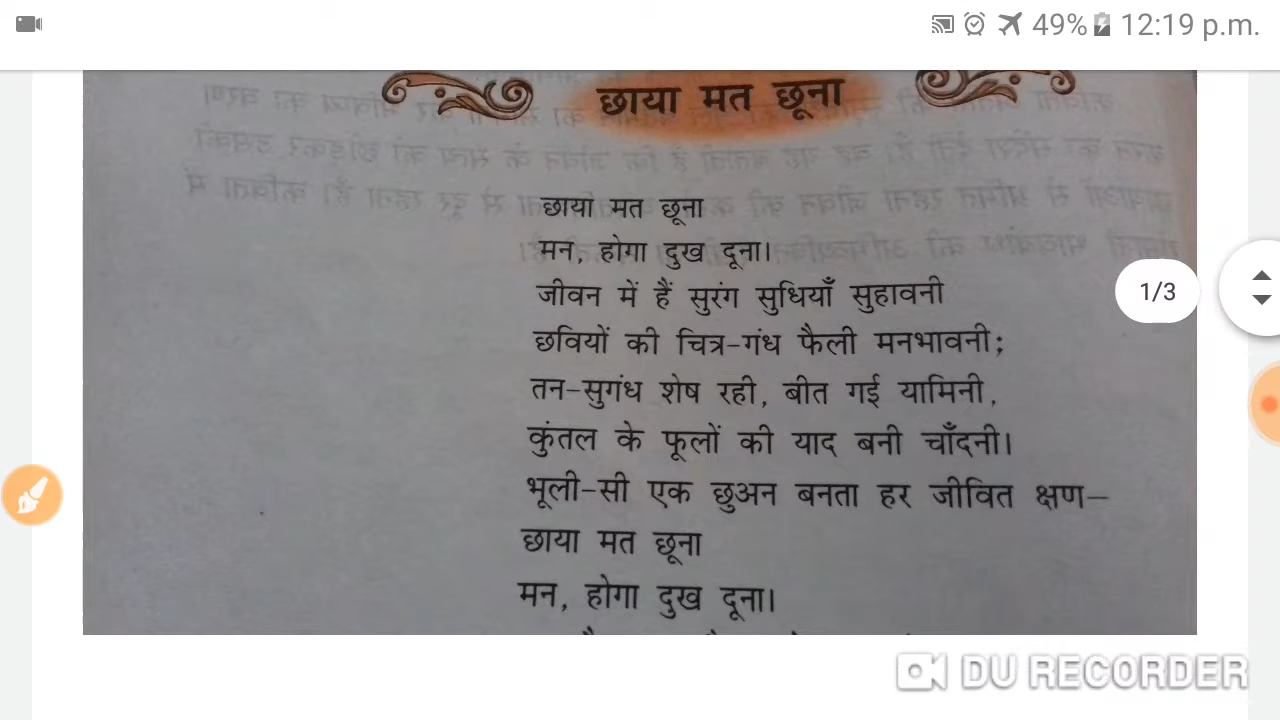 49% 12:19 p.m.
छाया मत छूना
छाया मत छूना
मन, होगा दुख दूना।
जीवन में हैं सुरंग सुधियाँ सुहावनी
1/3
छवियों की चित्र-गंध फैली मनभावनी;
तन-सुगंध शेष रही, बीत गई यामिनी,
कुंतल के फूलों की याद बनी चाँदनी।
भूली-सी एक छुअन बनता हर जीवित क्षण—
छाया मत छूना
मन, होगा दुख दूना।
DU RECORDER